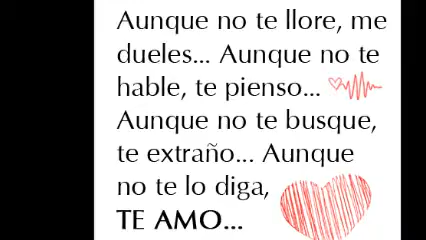 Aunque no te llore, me
dueles... Aunque no te
hable, te pienso...
Aunque no te busque,
te extraño... Aunque
no te lo diga,
TE AMO...